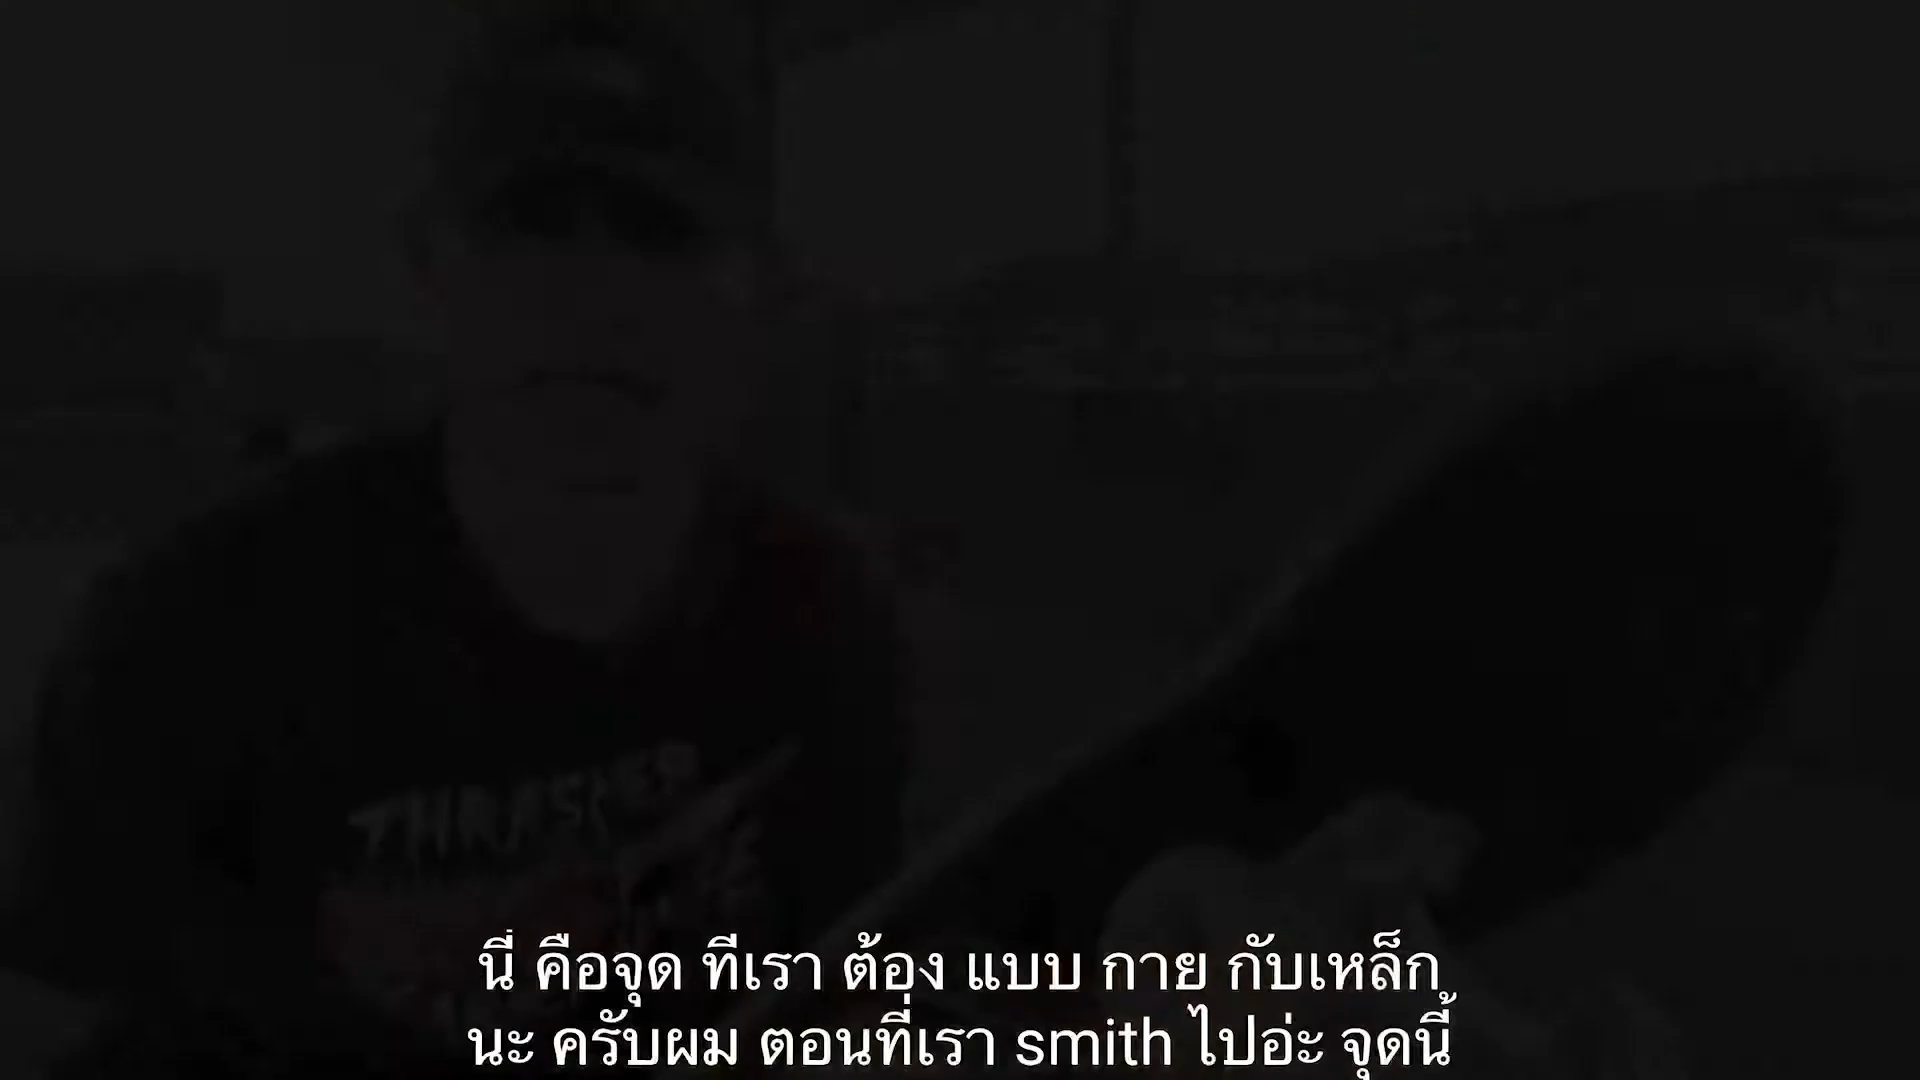 THRASHER
นี่ คือจุด ทีเรา ต้อง แบบ กาย กับเหล็ก
นะ ครับผม ตอนที่เรา smith ไปอ่ะ จุดนี้